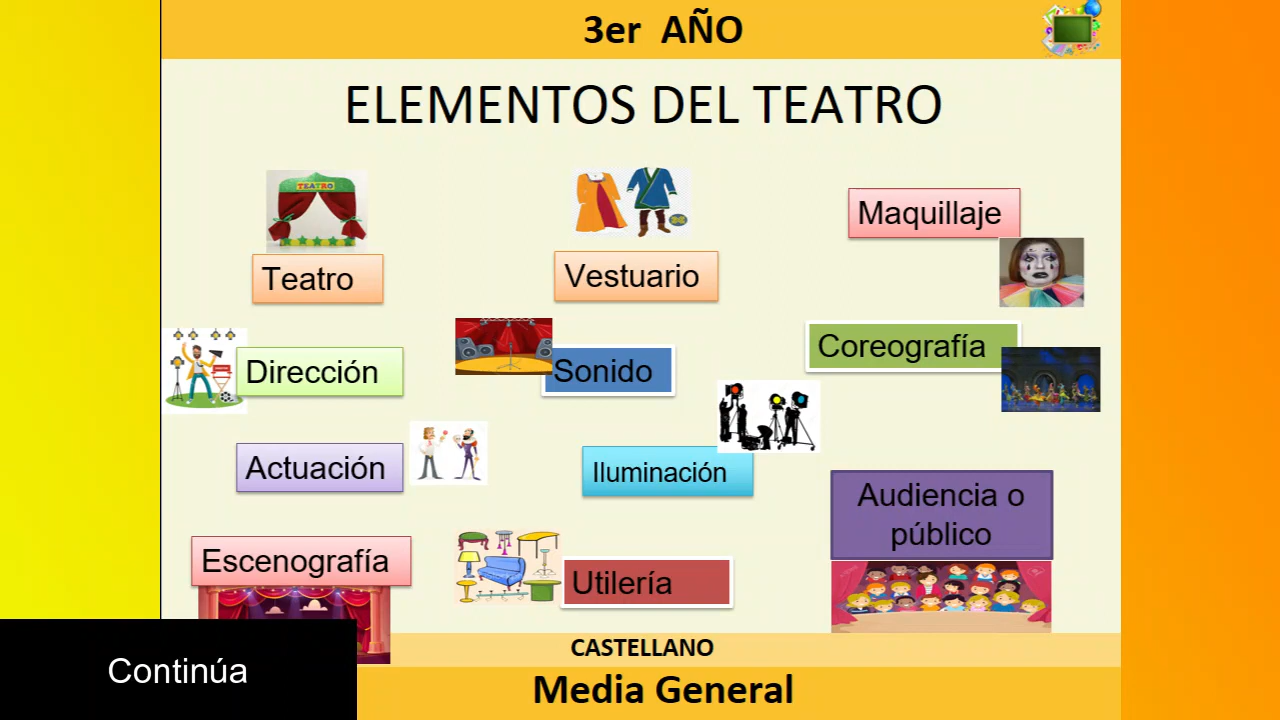 3er AÑO
ELEMENTOS DEL TEATRO
TEATRO
Teatro
Vestuario
Maquillaje
Dirección
Sonido
Coreografía
Actuación
Iluminación
Audiencia o
público
Escenografía
Utilería
CASTELLANO
Media General
Continúa